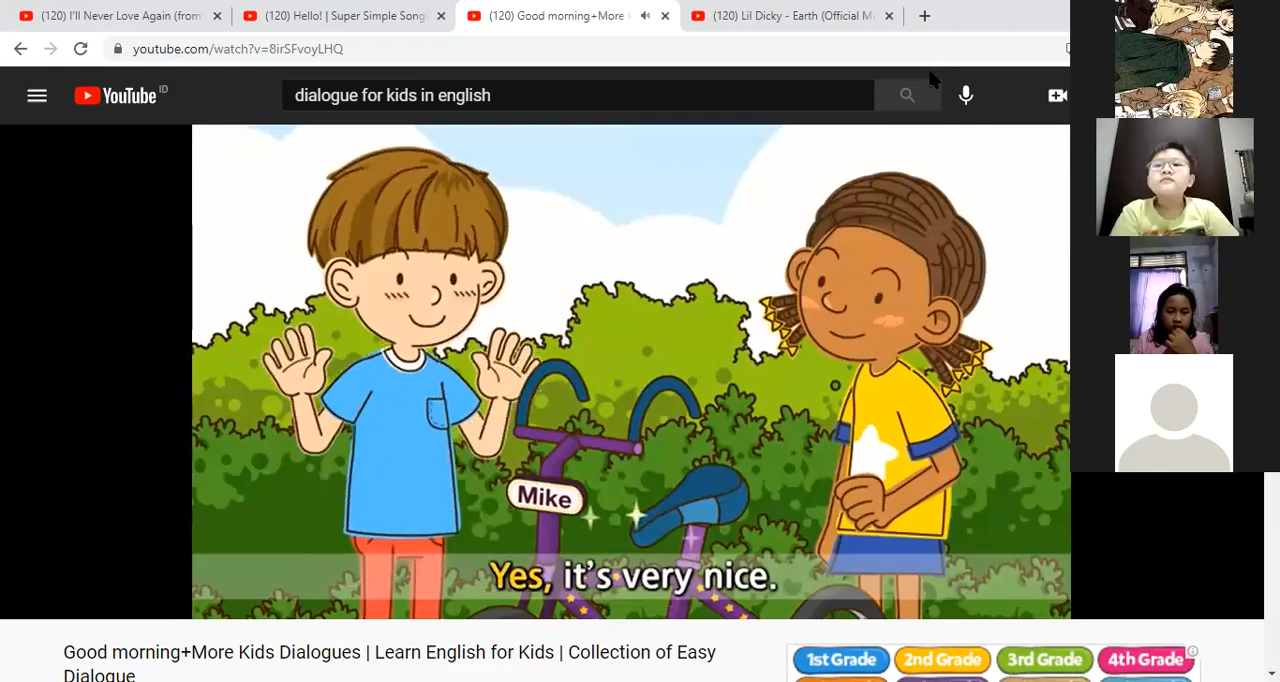 (120) I'll Never Love Again (from
(120) Hello! | Super Simple Song
(120) Good morning+More
(120) Lil Dicky - Earth (Official Mu
youtube.com/watch?v=8irSFvoyLHQ
YouTube ID
dialogue for kids in english
Mike
Yes, it's very nice.
Good morning+More Kids Dialogues | Learn English for Kids | Collection of Easy
Dialogue
1st Grade 2nd Grade 3rd Grade 4th Grade